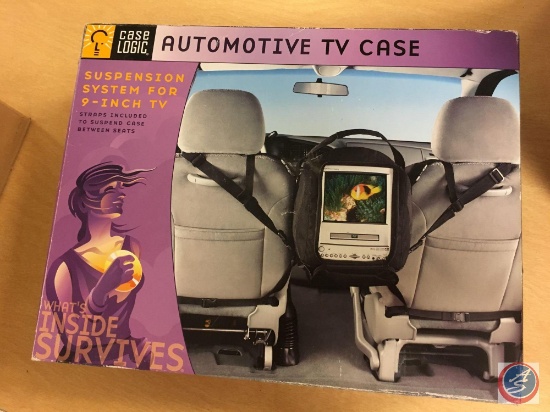 CASE
LOGIC
AUTOMOTIVE TV CASE
SUSPENSION
SYSTEM FOR
9-INCH TV
STRAPS INCLUDED
TO SUSPEND CASE
BETWEEN SEATS
WHAT'S
INSIDE
SURVIVES